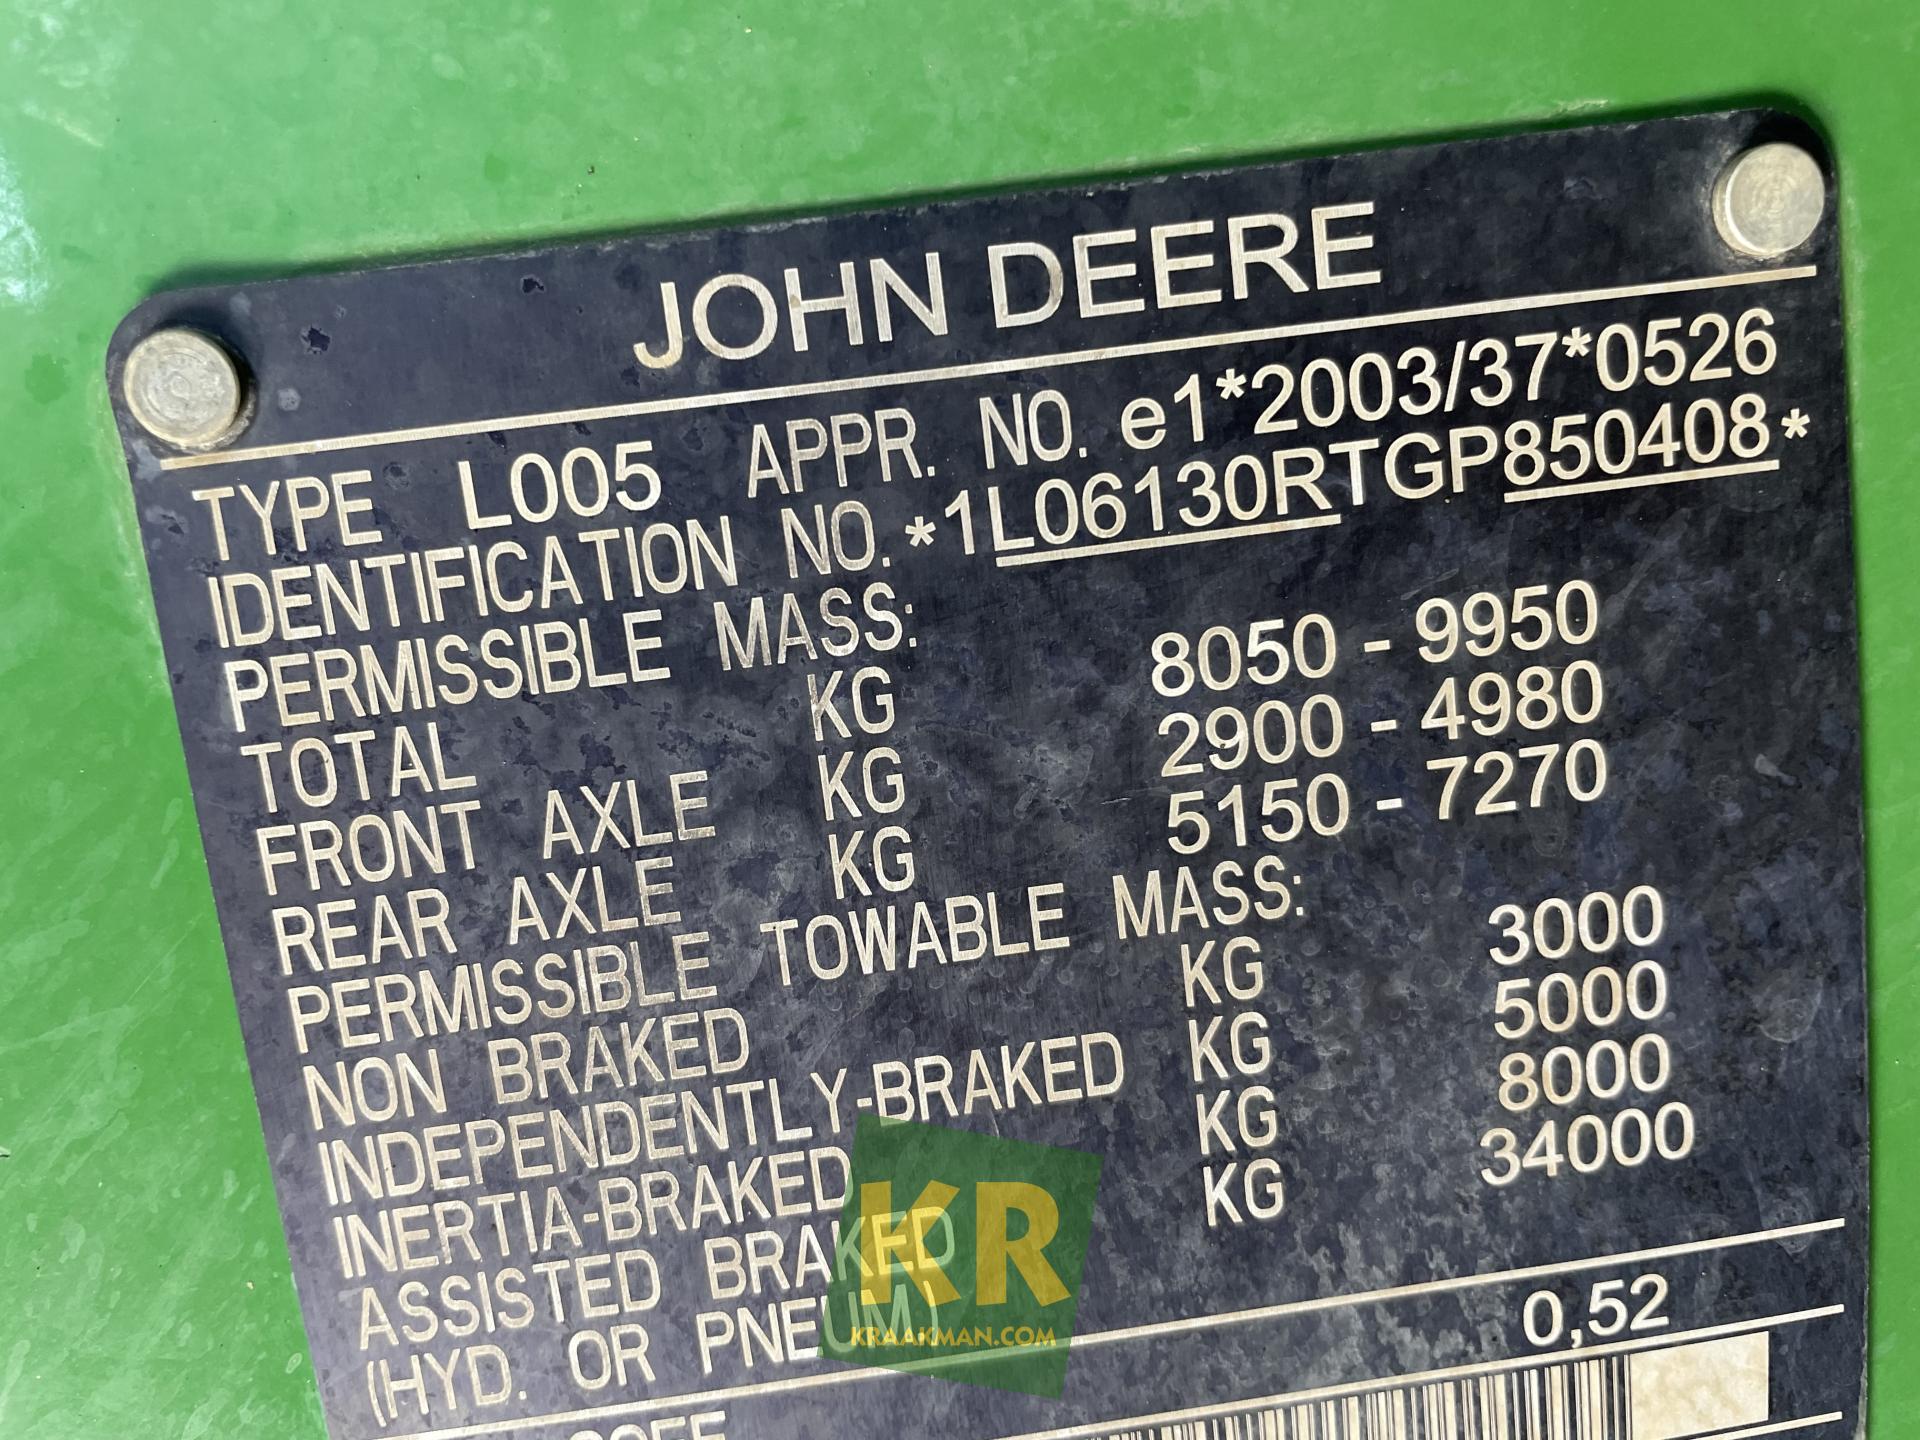 JOHN DEERE
TYPE L005 APPR. NO. e1*2003/37*0526
IDENTIFICATION NO. *1L06130RTGP850408*
PERMISSIBLE MASS:
TOTAL KG 8050 - 9950
FRONT AXLE KG 2900 - 4980
REAR AXLE KG 5150 - 7270
PERMISSIBLE TOWABLE MASS:
NON BRAKED KG 3000
INDEPENDENTLY-BRAKED KG 5000
INERTIA-BRAKED KG 8000
ASSISTED BRAKED KG 34000
(HYD. OR PNEUM)
0,52
KR
KRAAKMAN.COM